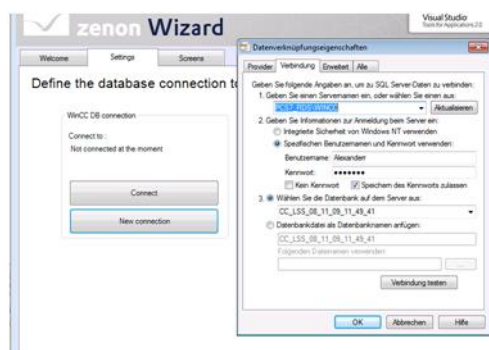 zenon Wizard
Visual Studio
Tools for Applications 2.0
Welcome
Settings
Screens
Define the database connection to
WinCC DB connection
Connect to :
Not connected at the moment
Connect
New connection
Datenverknüpfungseigenschaften
Provider
Verbindung
Erweitert
Alle
Geben Sie folgende Angaben an, um zu SQL Server-Daten zu verbinden:
1. Geben Sie einen Servernamen ein, oder wählen Sie einen aus:
Aktualisieren
2. Geben Sie Informationen zur Anmeldung beim Server ein:
Integrierte Sicherheit von Windows NT verwenden
Spezifischen Benutzernamen und Kennwort verwenden:
Benutzername: Alexanderr
Kennwort: •••••••
Kein Kennwort
Speichern des Kennworts zulassen
3. Wählen Sie die Datenbank auf dem Server aus:
CC_LSS_08_11_09_11_49_41
Datenbankdatei als Datenbanknamen anfügen:
CC_LSS_08_11_09_11_49_41
Folgenden Dateinamen verwenden:
...
Verbindung testen
OK
Abbrechen
Hilfe